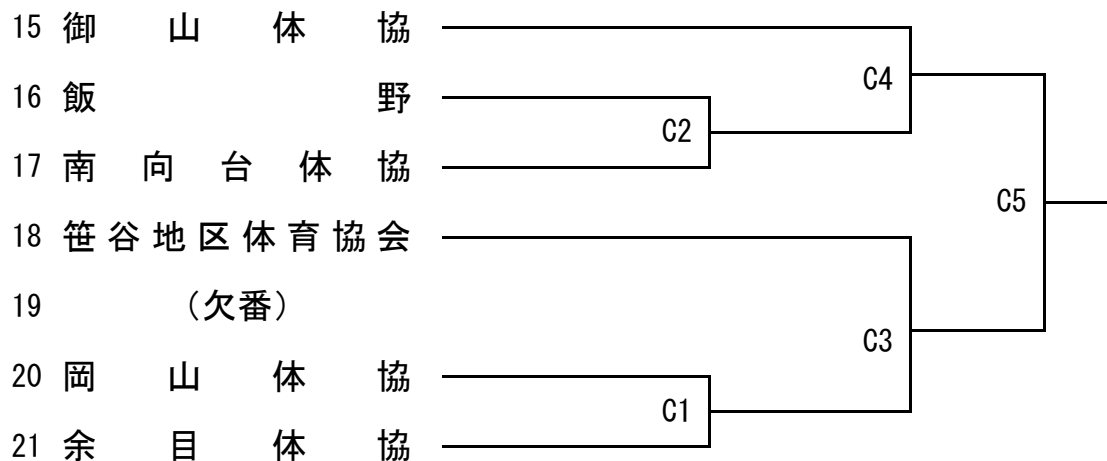 15 御山体協
C4
16 飯野
C2
17 南向台体協
C5
18 笹谷地区体育協会
19 （欠番）
C3
20 岡山体協
C1
21 余目体協